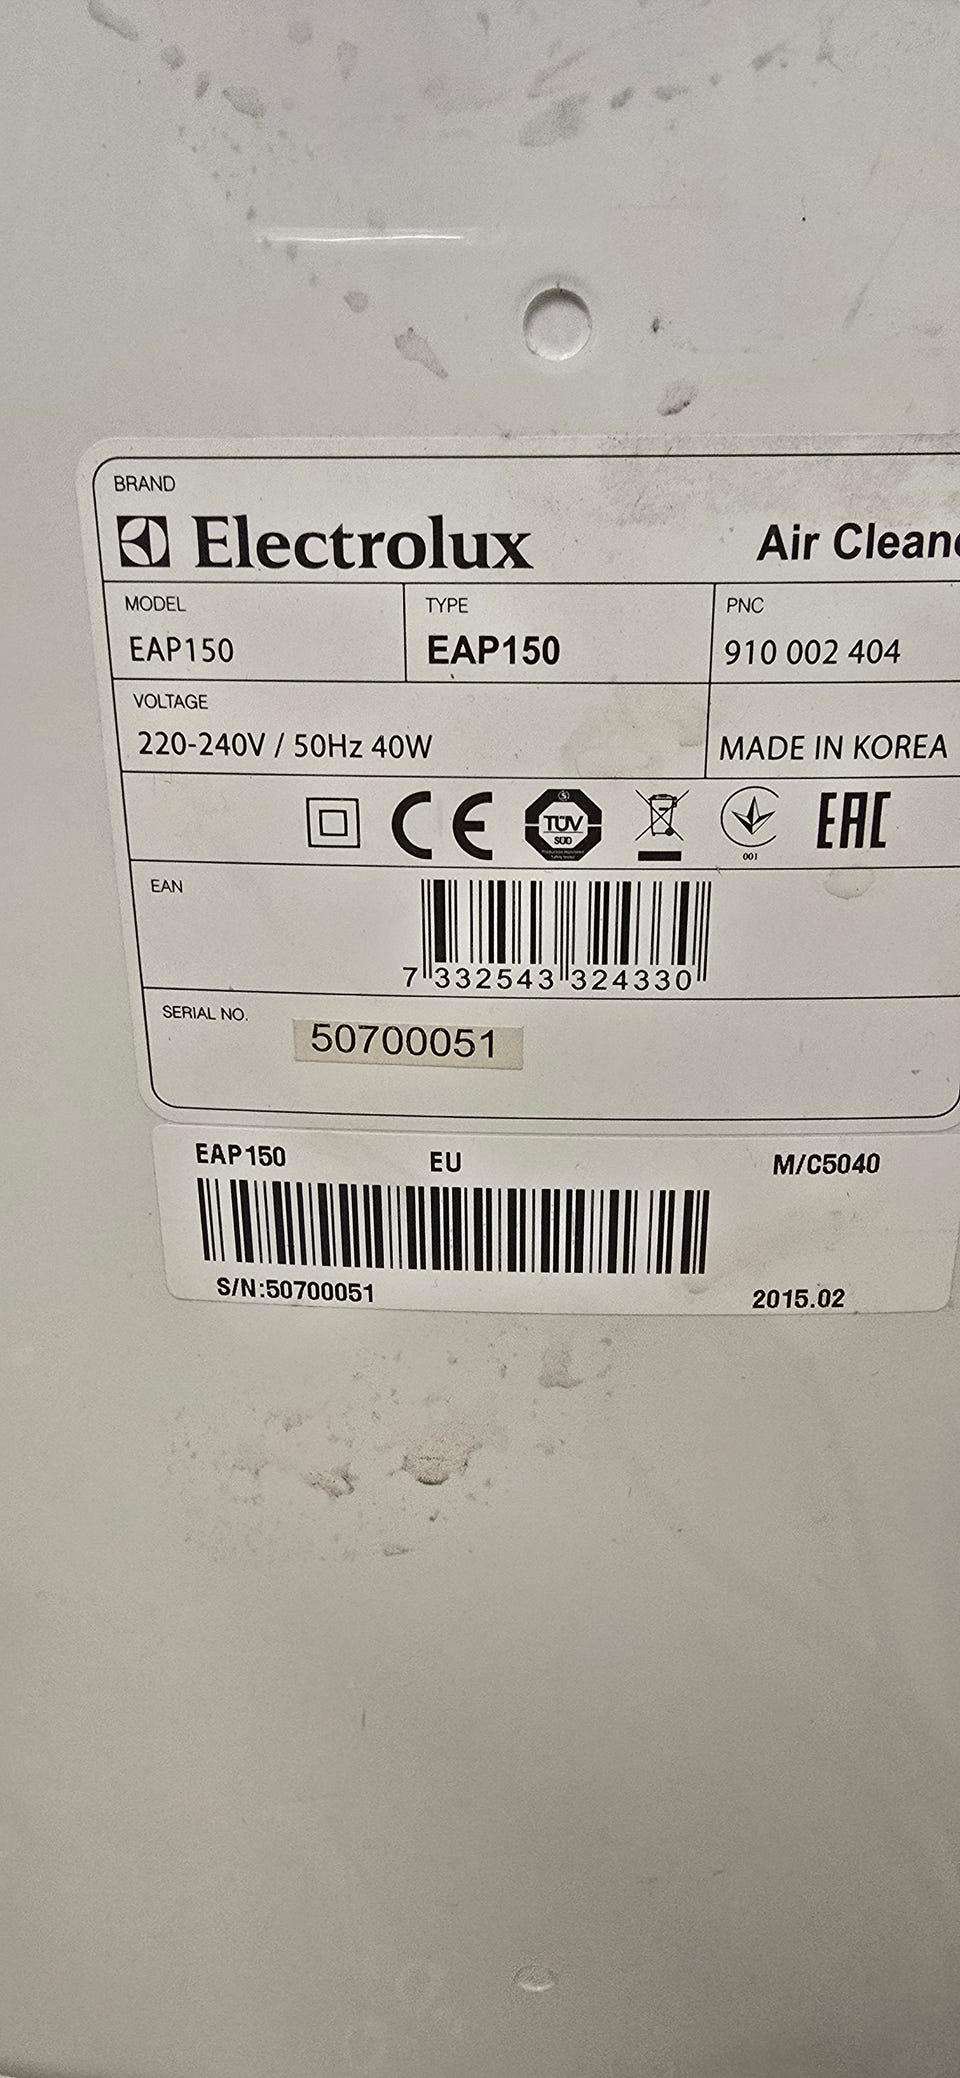 BRAND
Electrolux Air Cleane
MODEL TYPE PNC
EAP150 EAP150 910 002 404
VOLTAGE
220-240V / 50Hz 40W MADE IN KOREA
CE TÜV SÜD 001 EAC
EAN
7 332543 324330
SERIAL NO.
50700051
EAP150 EU M/C5040
S/N:50700051 2015.02